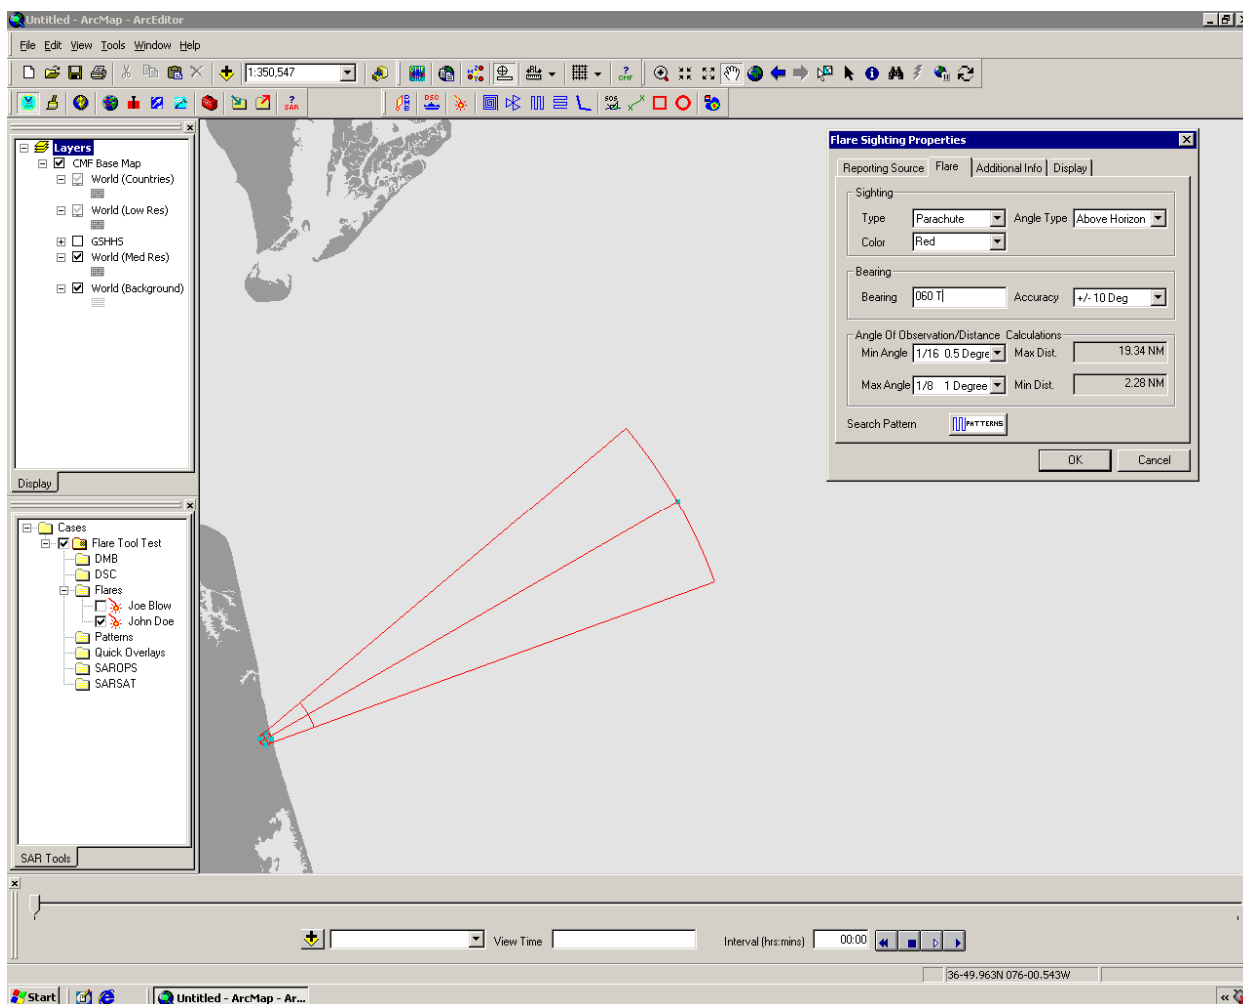 Untitled - ArcMap - ArcEditor
File Edit View Tools Window Help
1:350,547
? CMF
? SAR
DMB DSC SOS
Layers
CMF Base Map
World (Countries)
World (Low Res)
GSHHS
World (Med Res)
World (Background)
Display
Cases
Flare Tool Test
DMB
DSC
Flares
Joe Blow
John Doe
Patterns
Quick Overlays
SAROPS
SARSAT
SAR Tools
Flare Sighting Properties
Reporting Source Flare Additional Info Display
Sighting
Type Parachute Angle Type Above Horizon
Color Red
Bearing
Bearing 060 T Accuracy +/- 10 Deg
Angle Of Observation/Distance Calculations
Min Angle 1/16 0.5 Degre Max Dist. 19.34 NM
Max Angle 1/8 1 Degree Min Dist. 2.28 NM
Search Pattern PATTERNS
OK Cancel
View Time Interval (hrs:mins) 00:00
36-49.963N 076-00.543W
Start Untitled - ArcMap - Ar...